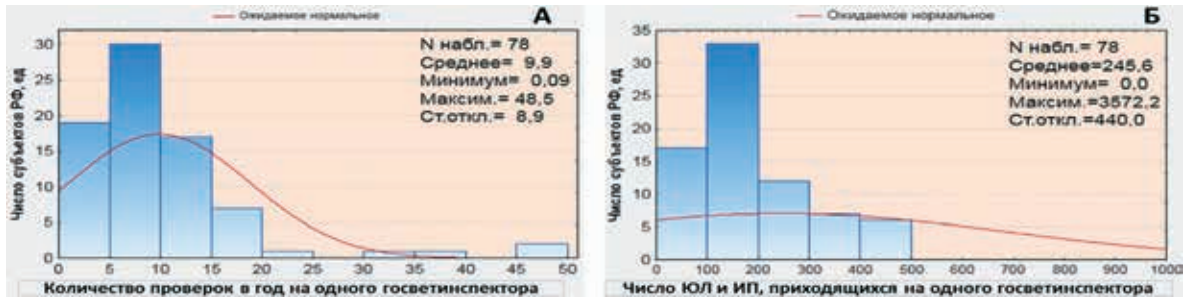 Ожидаемое нормальное
А
Число субъектов РФ, ед
30
25
20
15
10
5
0
N набл.= 78
Среднее= 9,9
Минимум= 0,09
Максим.= 48,5
Ст.откл.= 8,9
0 5 10 15 20 25 30 35 40 45 50
Количество проверок в год на одного госветинспектора
Ожидаемое нормальное
Б
Число субъектов РФ, ед
35
30
25
20
15
10
5
0
N набл.= 78
Среднее=245,6
Минимум= 0,0
Максим.=3572,2
Ст.откл.=440,0
0 100 200 300 400 500 600 700 800 900 1000
Число ЮЛ и ИП, приходящихся на одного госветинспектора